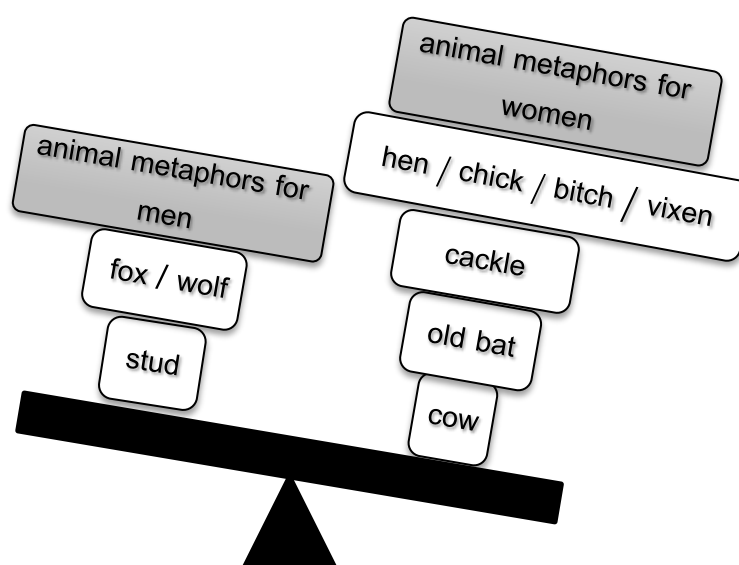 animal metaphors for
men
fox / wolf
stud
animal metaphors for
women
hen / chick / bitch / vixen
cackle
old bat
cow